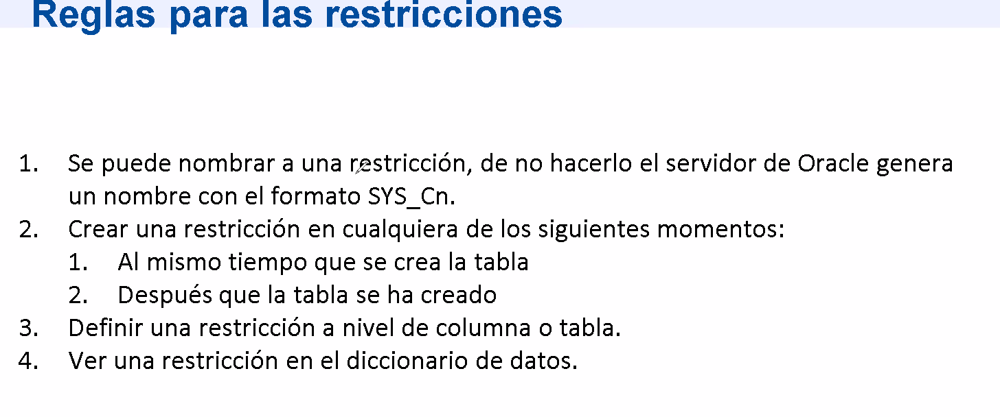 Reglas para las restricciones
1. Se puede nombrar a una restricción, de no hacerlo el servidor de Oracle genera
un nombre con el formato SYS_Cn.
2. Crear una restricción en cualquiera de los siguientes momentos:
1. Al mismo tiempo que se crea la tabla
2. Después que la tabla se ha creado
3. Definir una restricción a nivel de columna o tabla.
4. Ver una restricción en el diccionario de datos.